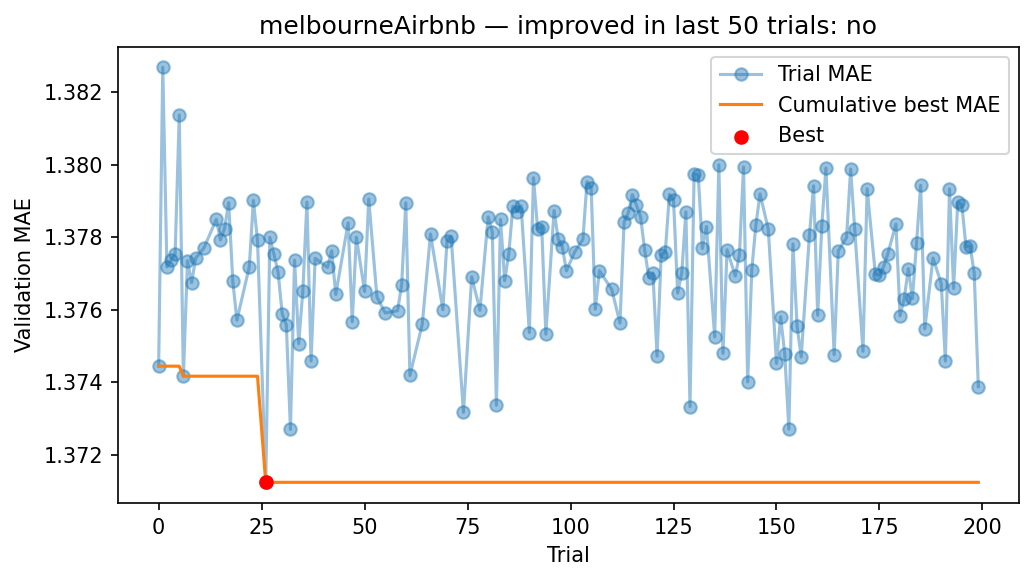 melbourneAirbnb — improved in last 50 trials: no
Trial MAE
Cumulative best MAE
Best
Validation MAE
1.382
1.380
1.378
1.376
1.374
1.372
0 25 50 75 100 125 150 175 200
Trial